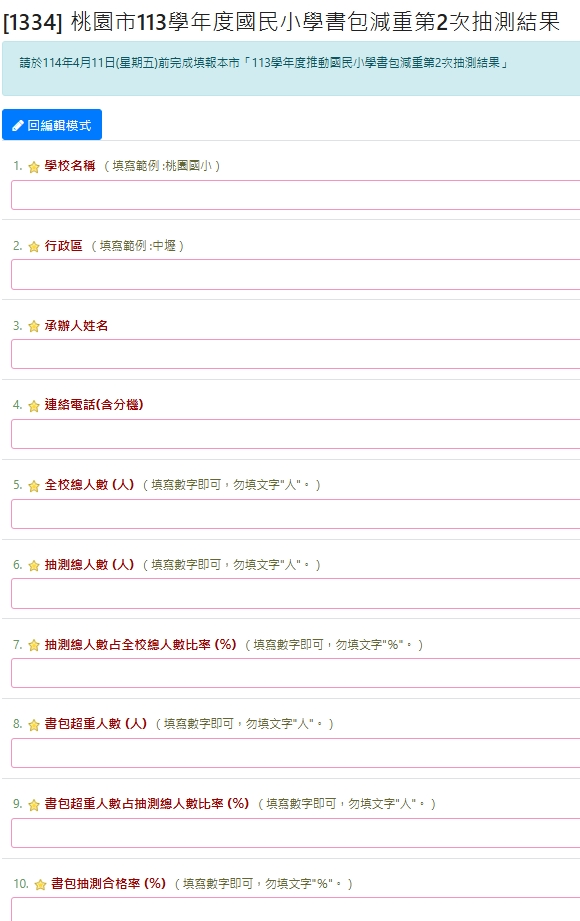 [1334] 桃園市113學年度國民小學書包減重第2次抽測結果
請於114年4月11日(星期五)前完成填報本市「113學年度推動國民小學書包減重第2次抽測結果」
回編輯模式
1. 學校名稱 （填寫範例:桃園國小）
2. 行政區 （填寫範例:中壢）
3. 承辦人姓名
4. 連絡電話(含分機)
5. 全校總人數 (人) （填寫數字即可，勿填文字"人"。）
6. 抽測總人數 (人) （填寫數字即可，勿填文字"人"。）
7. 抽測總人數占全校總人數比率 (%) （填寫數字即可，勿填文字"%"。）
8. 書包超重人數 (人) （填寫數字即可，勿填文字"人"。）
9. 書包超重人數占抽測總人數比率 (%) （填寫數字即可，勿填文字"人"。）
10. 書包抽測合格率 (%) （填寫數字即可，勿填文字"%"。）